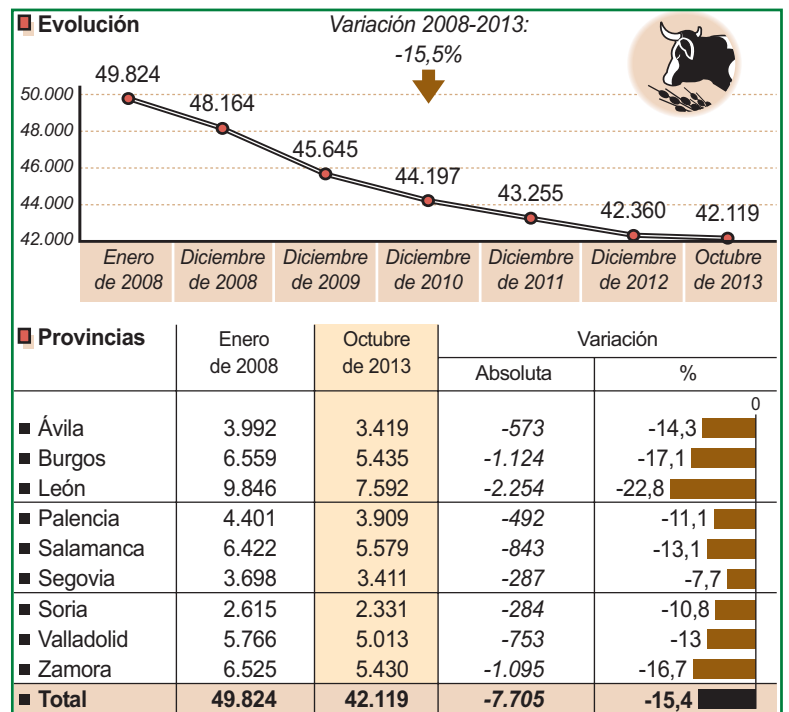 Evolución
Variación 2008-2013:
-15,5%
49.824
48.164
45.645
44.197
43.255
42.360
42.119
50.000
48.000
46.000
44.000
42.000
Enero de 2008
Diciembre de 2008
Diciembre de 2009
Diciembre de 2010
Diciembre de 2011
Diciembre de 2012
Octubre de 2013
Provincias Enero de 2008 Octubre de 2013 Variación
Absoluta %
0
Ávila 3.992 3.419 -573 -14,3
Burgos 6.559 5.435 -1.124 -17,1
León 9.846 7.592 -2.254 -22,8
Palencia 4.401 3.909 -492 -11,1
Salamanca 6.422 5.579 -843 -13,1
Segovia 3.698 3.411 -287 -7,7
Soria 2.615 2.331 -284 -10,8
Valladolid 5.766 5.013 -753 -13
Zamora 6.525 5.430 -1.095 -16,7
Total 49.824 42.119 -7.705 -15,4